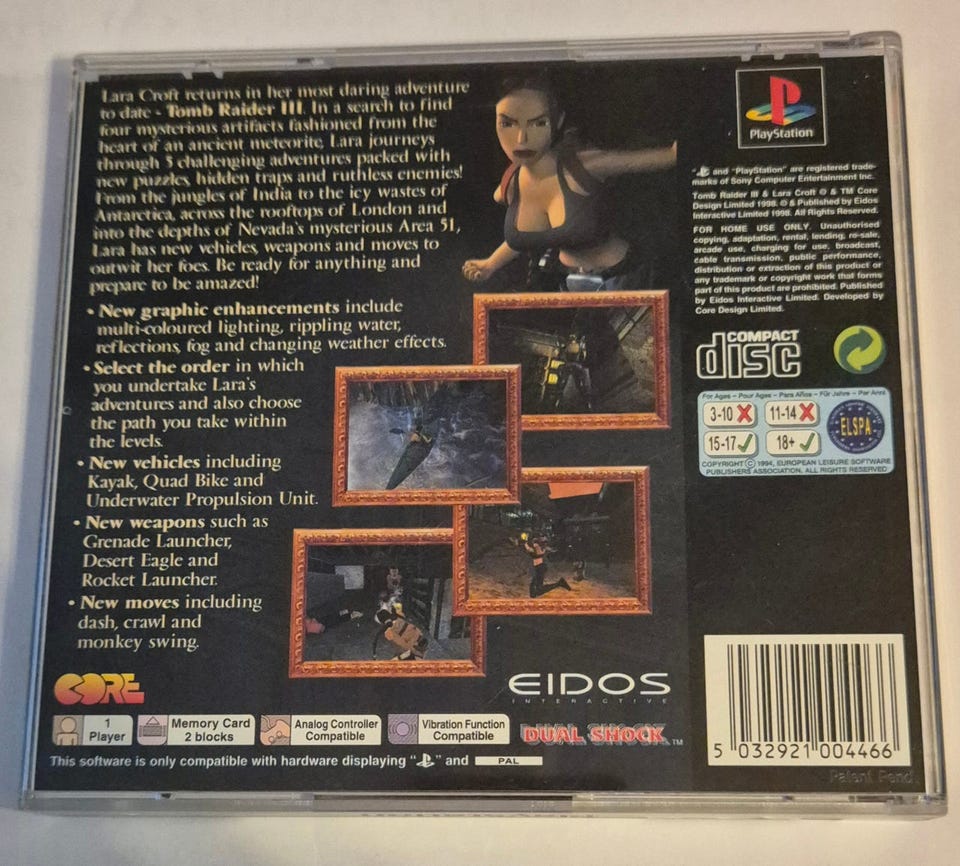 Lara Croft returns in her most daring adventure
to date - Tomb Raider III. In a search to find
four mysterious artifacts fashioned from the
heart of an ancient meteorite, Lara journeys
through 5 challenging adventures packed with
new puzzles, hidden traps and ruthless enemies!
From the jungles of India to the icy wastes of
Antarctica, across the rooftops of London and
into the depths of Nevada's mysterious Area 51,
Lara has new vehicles, weapons and moves to
outwit her foes. Be ready for anything and
prepare to be amazed!
• New graphic enhancements include
multi-coloured lighting, rippling water,
reflections, fog and changing weather effects.
• Select the order in which
you undertake Lara's
adventures and also choose
the path you take within
the levels.
• New vehicles including
Kayak, Quad Bike and
Underwater Propulsion Unit.
• New weapons such as
Grenade Launcher,
Desert Eagle and
Rocket Launcher.
• New moves including
dash, crawl and
monkey swing.
PlayStation
" " and "PlayStation" are registered trade-
marks of Sony Computer Entertainment Inc.
Tomb Raider III & Lara Croft © & TM Core
Design Limited 1998. © & Published by Eidos
Interactive Limited 1998. All Rights Reserved.
FOR HOME USE ONLY. Unauthorised
copying, adaptation, rental, lending, re-sale,
arcade use, charging for use, broadcast,
cable transmission, public performance,
distribution or extraction of this product or
any trademark or copyright work that forms
part of this product are prohibited. Published
by Eidos Interactive Limited. Developed by
Core Design Limited.
COMPACT
disc
For Ages – Pour Ages – Para Años – Für Jahre – Per Anni
3-10 11-14
15-17 18+
ELSPA
COPYRIGHT © 1994, EUROPEAN LEISURE SOFTWARE
PUBLISHERS ASSOCIATION, ALL RIGHTS RESERVED
CORE
EIDOS
INTERACTIVE
1
Player
Memory Card
2 blocks
Analog Controller
Compatible
Vibration Function
Compatible
DUAL SHOCK™
This software is only compatible with hardware displaying " " and PAL
5 032921 004466
Patent Pend